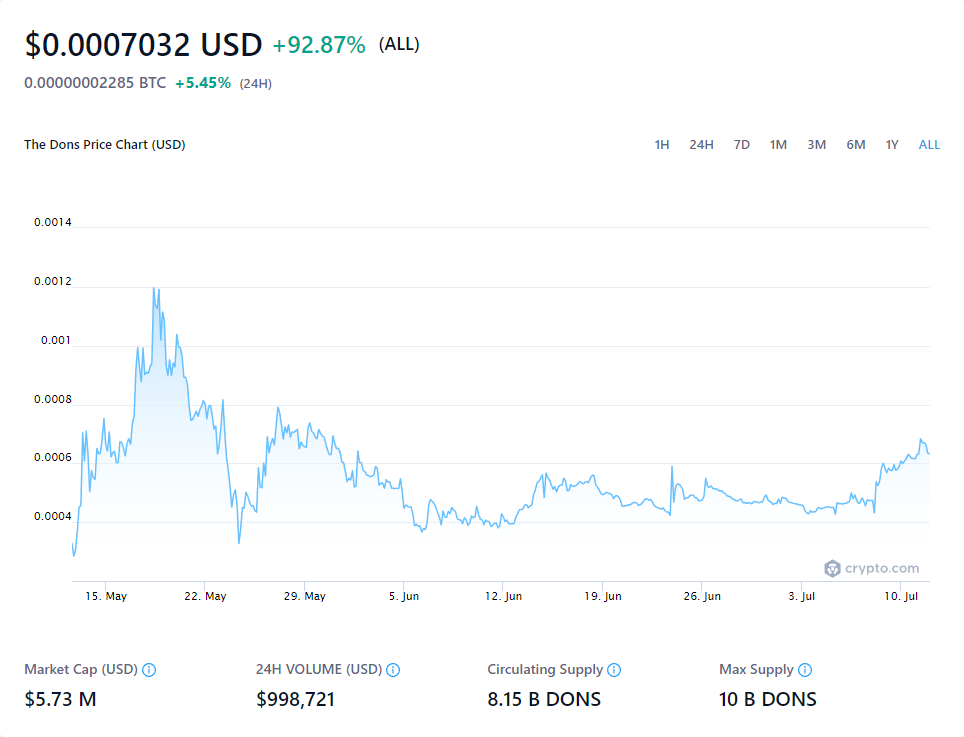 $0.0007032 USD +92.87% (ALL)
0.00000002285 BTC +5.45% (24H)
The Dons Price Chart (USD) 1H 24H 7D 1M 3M 6M 1Y ALL
0.0014
0.0012
0.001
0.0008
0.0006
0.0004
crypto.com
15. May 22. May 29. May 5. Jun 12. Jun 19. Jun 26. Jun 3. Jul 10. Jul
Market Cap (USD) 24H VOLUME (USD) Circulating Supply Max Supply
$5.73 M $998,721 8.15 B DONS 10 B DONS